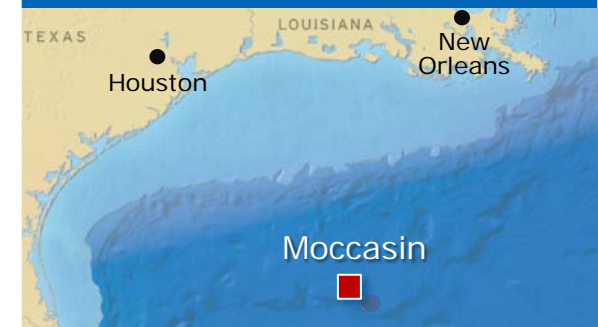 TEXAS
LOUISIANA
New
Orleans
Houston
Moccasin